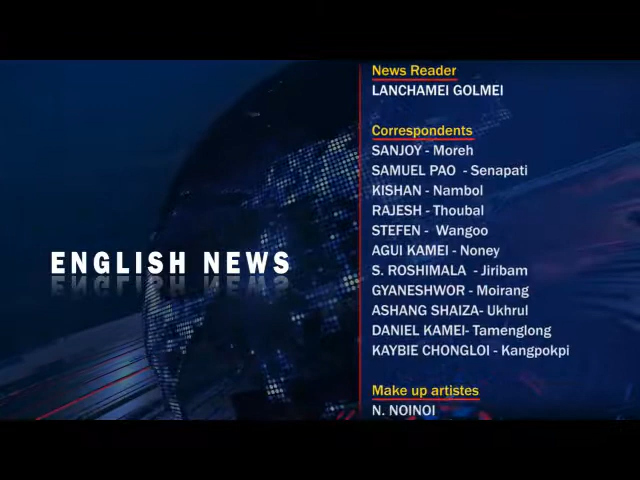 ENGLISH NEWS
News Reader
LANCHAMEI GOLMEI
Correspondents
SANJOY - Moreh
SAMUEL PAO - Senapati
KISHAN - Nambol
RAJESH - Thoubal
STEFEN - Wangoo
AGUI KAMEI - Noney
S. ROSHIMALA - Jiribam
GYANESHWOR - Moirang
ASHANG SHAIZA- Ukhrul
DANIEL KAMEI- Tamenglong
KAYBIE CHONGLOI - Kangpokpi
Make up artistes
N. NOINOI